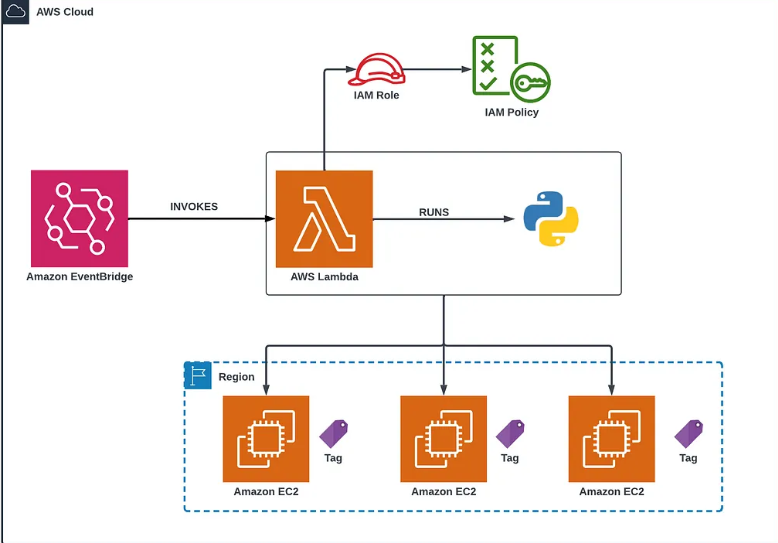 AWS Cloud
IAM Role
IAM Policy
INVOKES
RUNS
Amazon EventBridge
AWS Lambda
Region
Tag
Tag
Tag
Amazon EC2
Amazon EC2
Amazon EC2